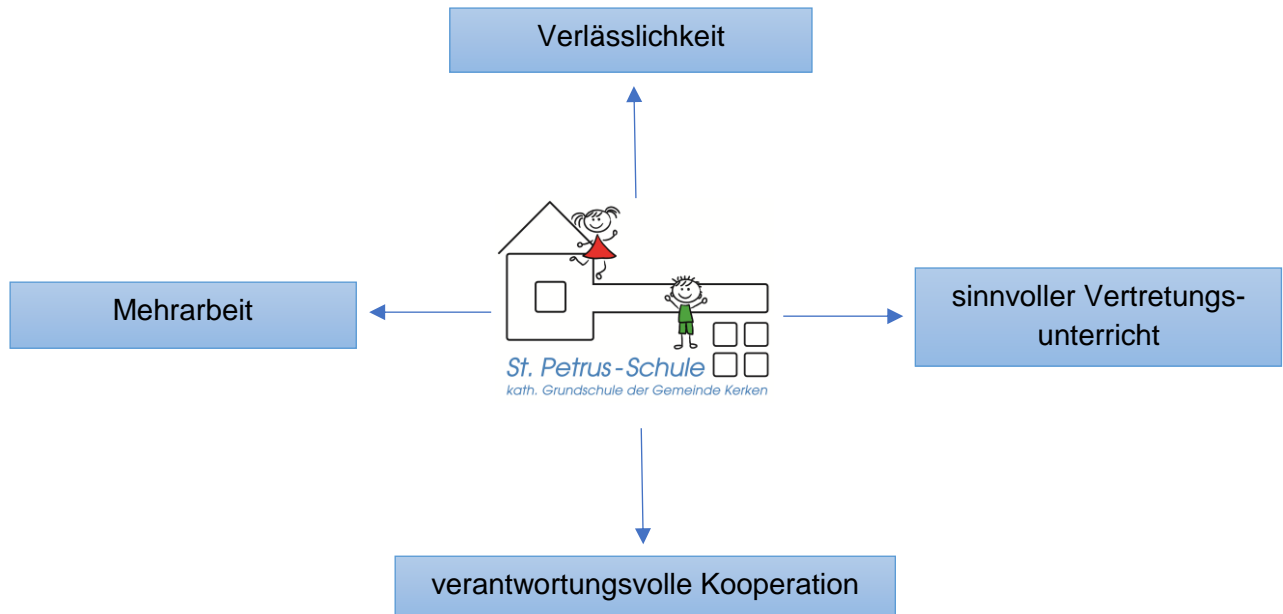 Verlässlichkeit
Mehrarbeit
sinnvoller Vertretungs-
unterricht
St. Petrus-Schule
kath. Grundschule der Gemeinde Kerken
verantwortungsvolle Kooperation